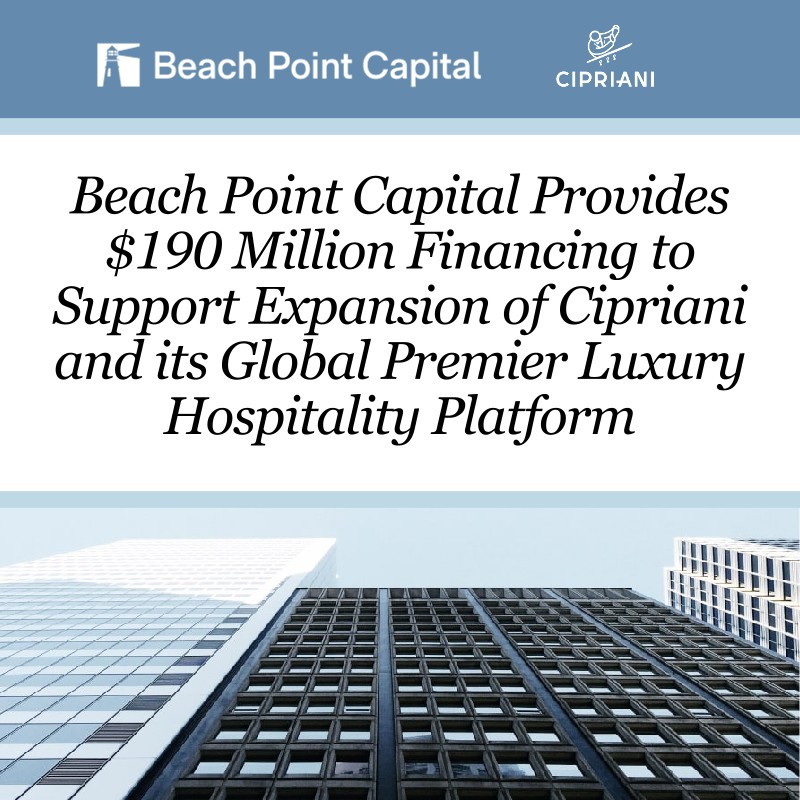 Beach Point Capital
CIPRIANI
Beach Point Capital Provides
$190 Million Financing to
Support Expansion of Cipriani
and its Global Premier Luxury
Hospitality Platform